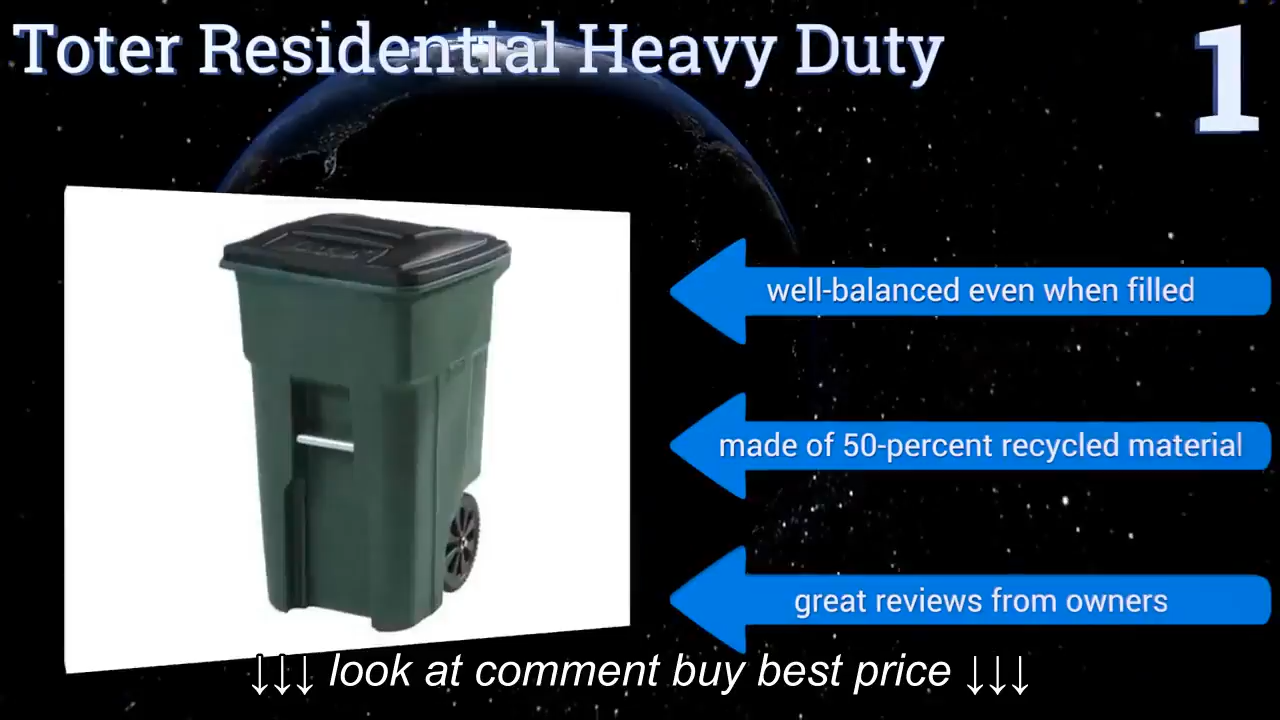 Toter Residential Heavy Duty
1
well-balanced even when filled
made of 50-percent recycled material
great reviews from owners
↓↓↓ look at comment buy best price ↓↓↓